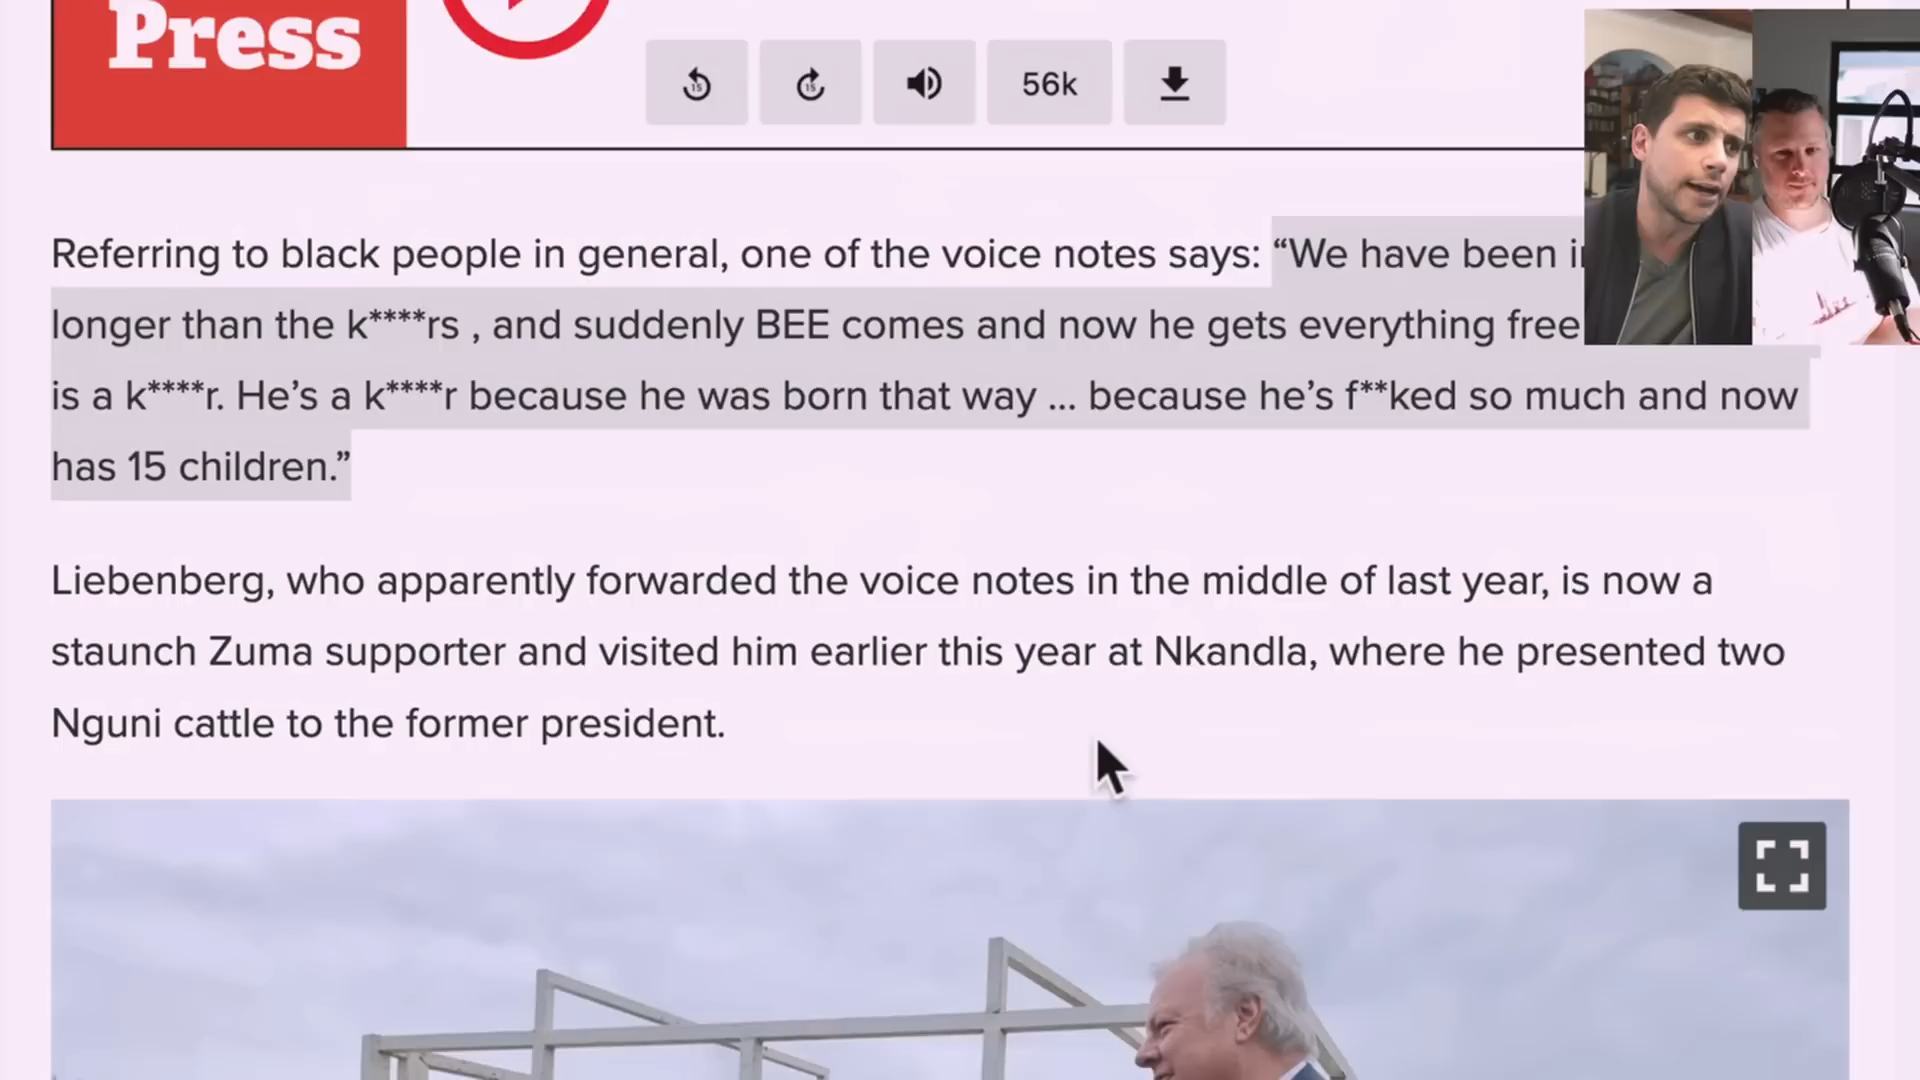 Press
15
15
56k
Referring to black people in general, one of the voice notes says: “We have been
longer than the k****rs , and suddenly BEE comes and now he gets everything free
is a k****r. He’s a k****r because he was born that way ... because he’s f**ked so much and now
has 15 children.”
Liebenberg, who apparently forwarded the voice notes in the middle of last year, is now a
staunch Zuma supporter and visited him earlier this year at Nkandla, where he presented two
Nguni cattle to the former president.